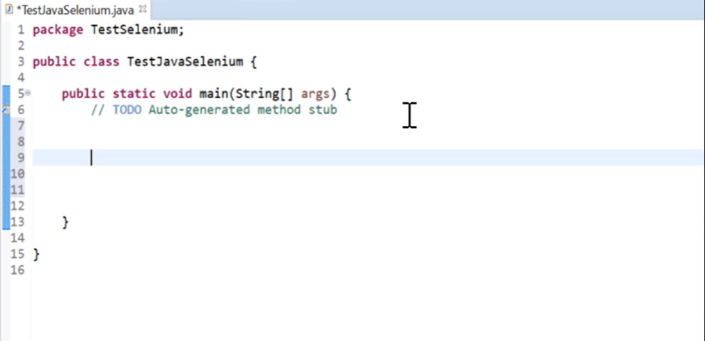 *TestJavaSelenium.java
1 package TestSelenium;
2
3 public class TestJavaSelenium {
4
5 public static void main(String[] args) {
6 // TODO Auto-generated method stub
7
8
9
10
11
12
13 }
14
15 }
16